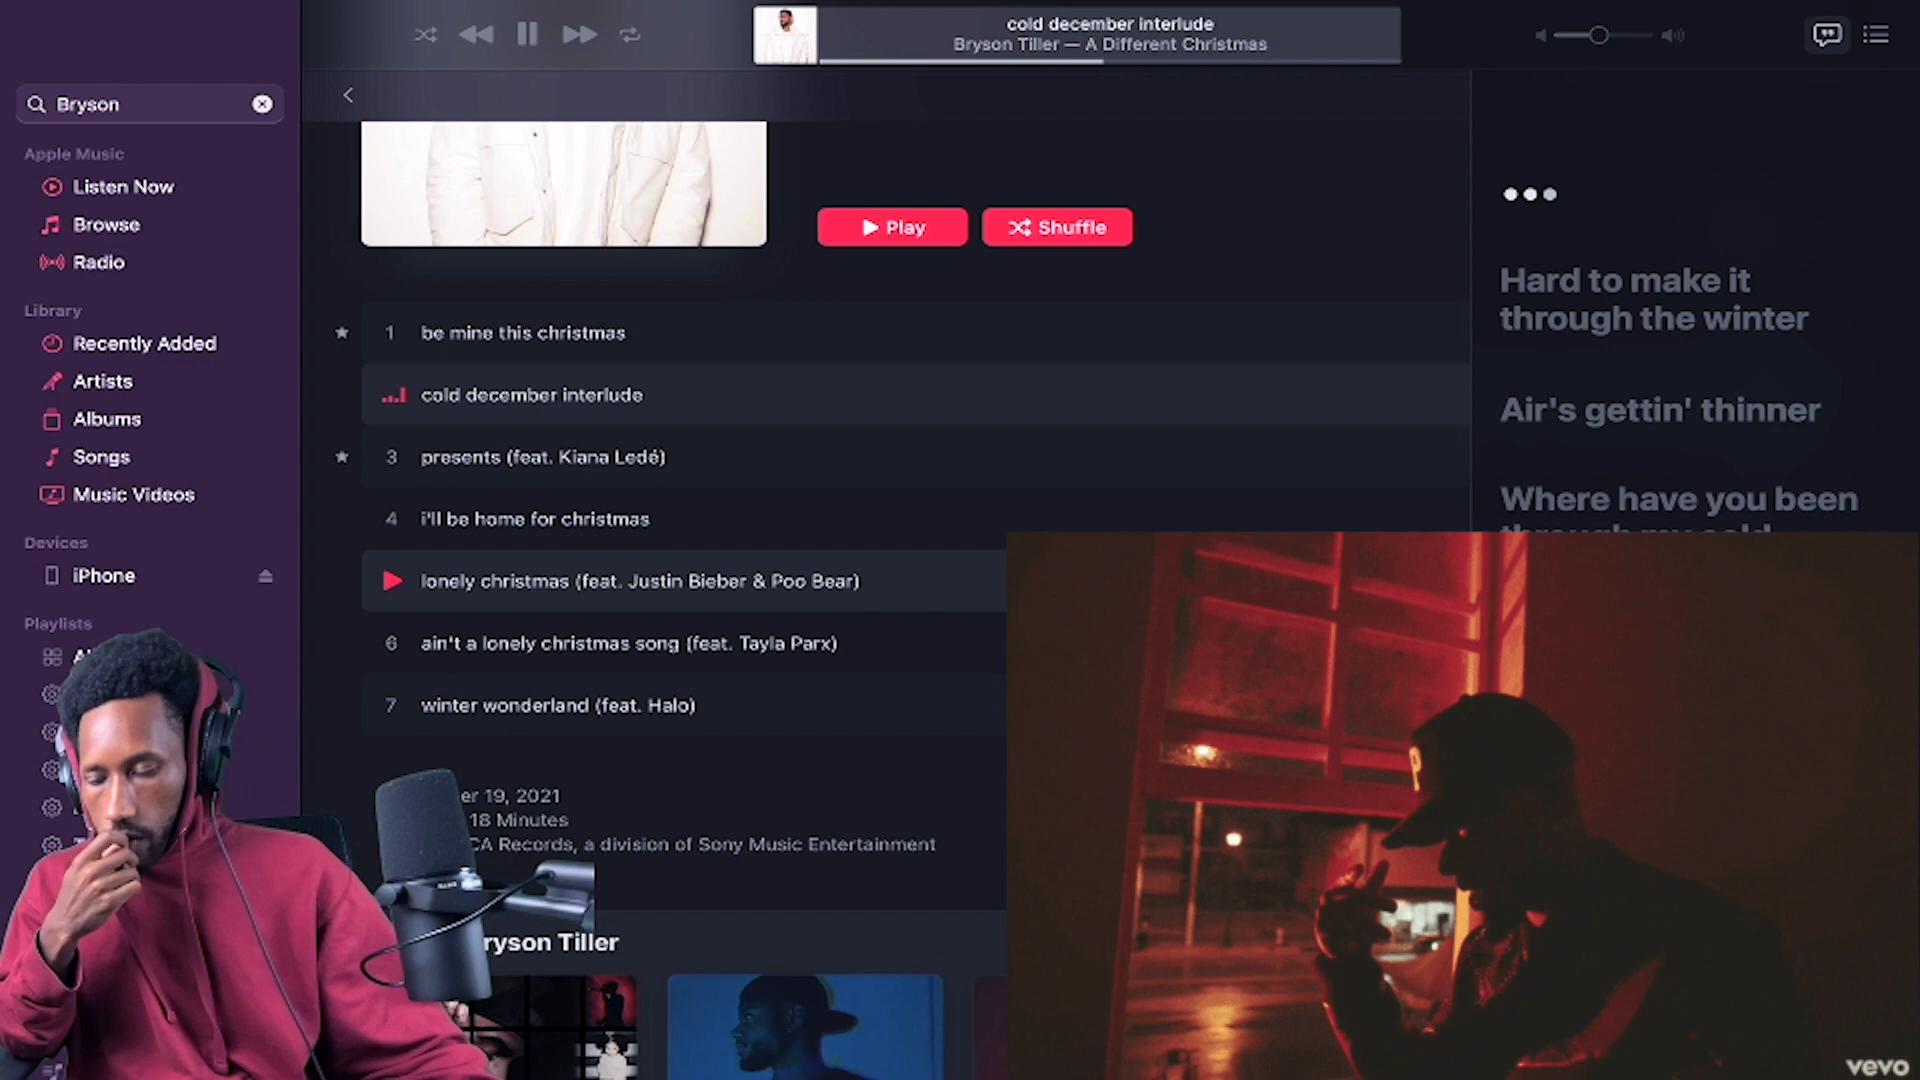 cold december interlude
Bryson Tiller — A Different Christmas
Bryson
Apple Music
Listen Now
Browse
Radio
Library
Recently Added
Artists
Albums
Songs
Music Videos
Devices
iPhone
Playlists
Play
Shuffle
1 be mine this christmas
cold december interlude
3 presents (feat. Kiana Ledé)
4 i'll be home for christmas
lonely christmas (feat. Justin Bieber & Poo Bear)
6 ain't a lonely christmas song (feat. Tayla Parx)
7 winter wonderland (feat. Halo)
er 19, 2021
18 Minutes
CA Records, a division of Sony Music Entertainment
ryson Tiller
Hard to make it
through the winter
Air's gettin' thinner
Where have you been
P
vevo